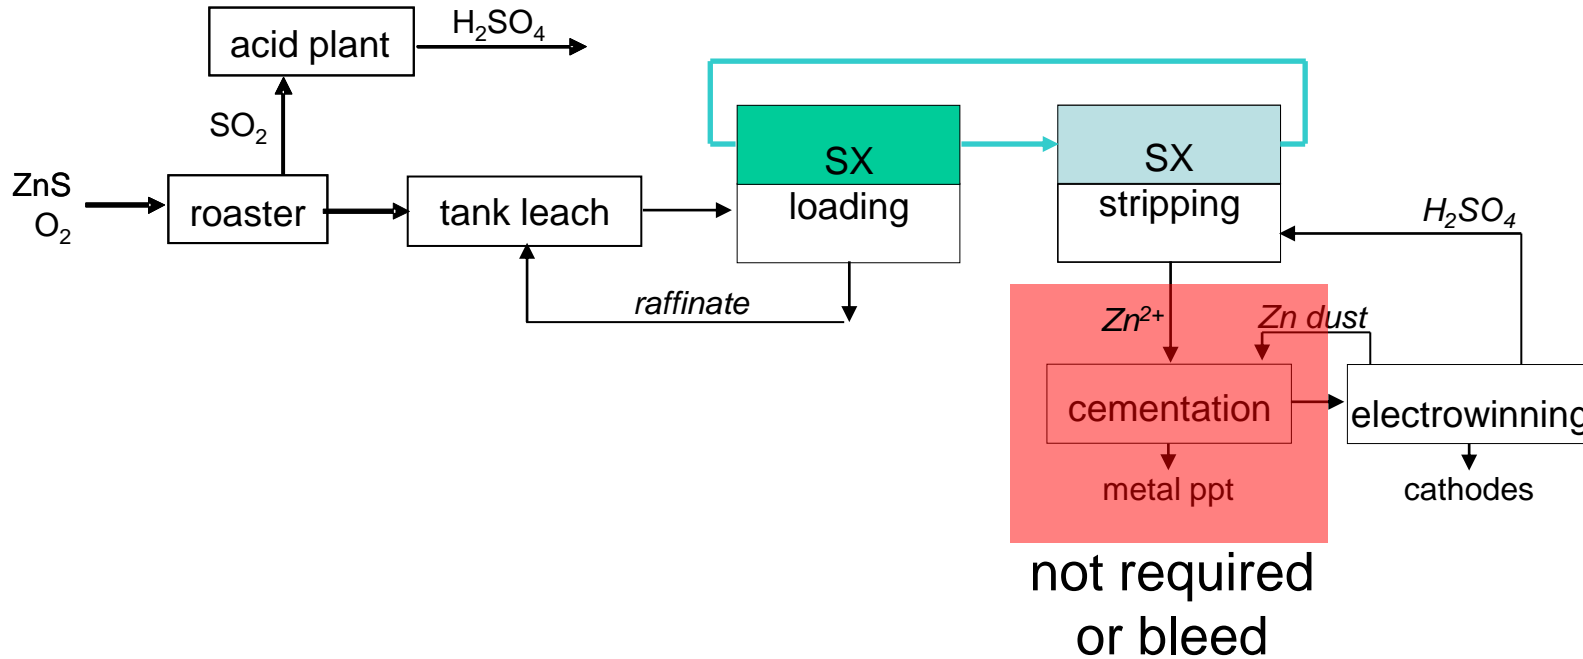 acid plant
H₂SO₄
SO₂
ZnS
O₂
roaster
tank leach
SX
loading
SX
stripping
H₂SO₄
raffinate
Zn²⁺
Zn dust
cementation
electrowinning
metal ppt
cathodes
not required
or bleed